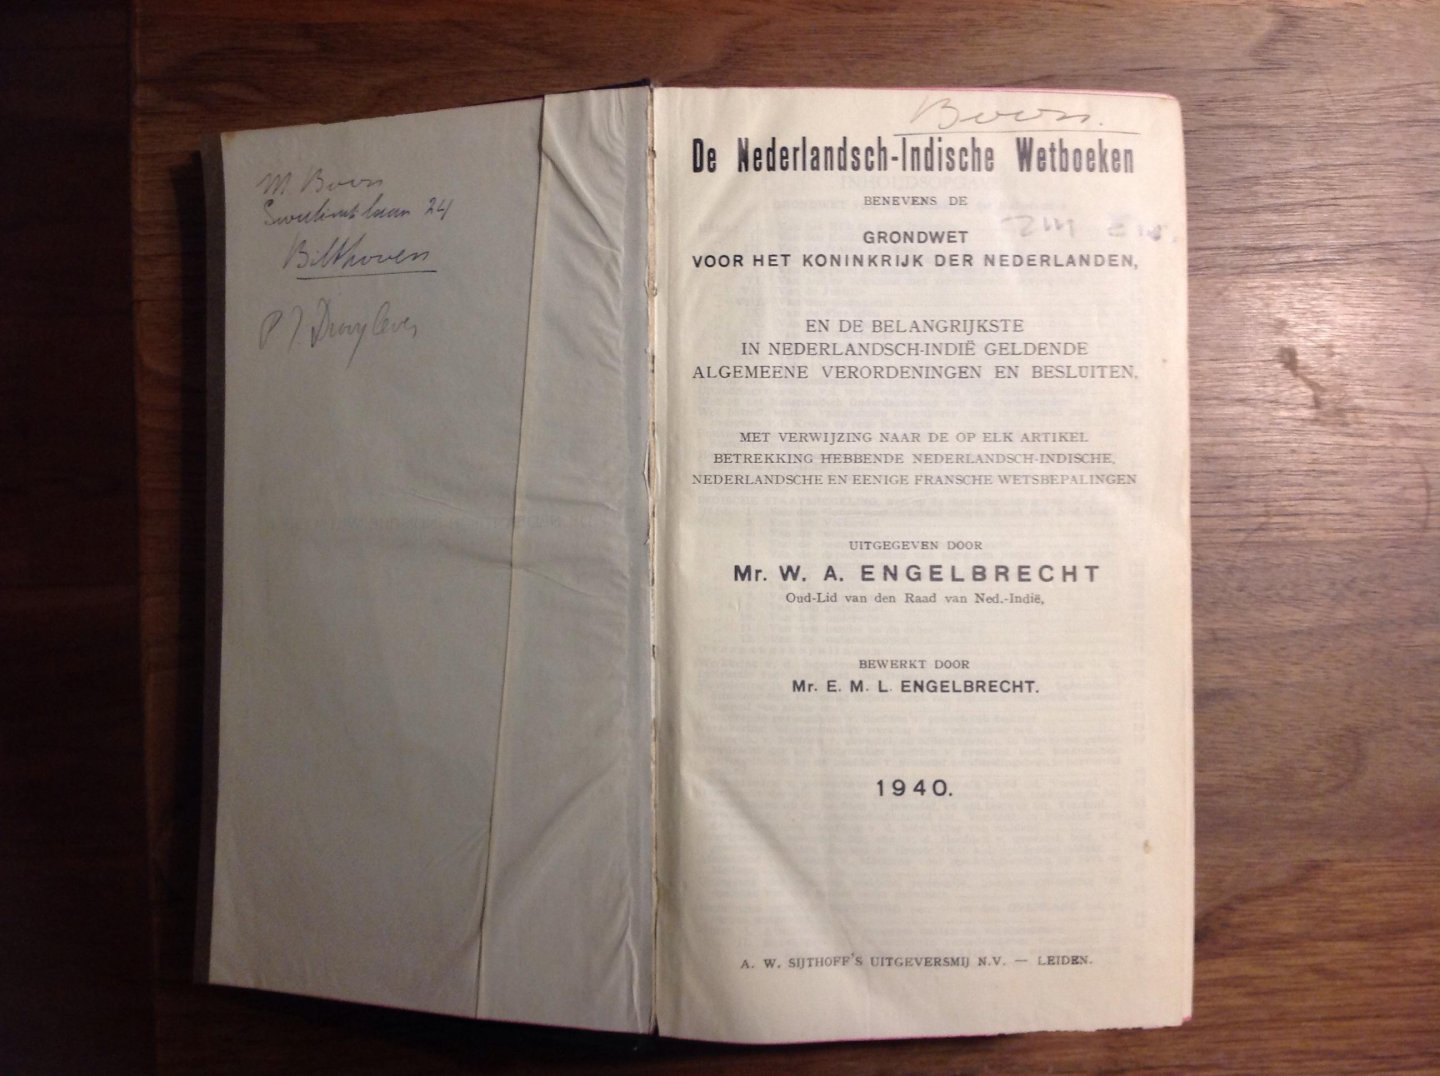 M. Boon
24
Bilthoven
P J
Boon.
De Nederlandsch-Indische Wetboeken
BENEVENS DE
GRONDWET
VOOR HET KONINKRIJK DER NEDERLANDEN,
EN DE BELANGRIJKSTE
IN NEDERLANDSCH-INDIË GELDENDE
ALGEMEENE VERORDENINGEN EN BESLUITEN,
MET VERWIJZING NAAR DE OP ELK ARTIKEL
BETREKKING HEBBENDE NEDERLANDSCH-INDISCHE,
NEDERLANDSCHE EN EENIGE FRANSCHE WETSBEPALINGEN
UITGEGEVEN DOOR
Mr. W. A. ENGELBRECHT
Oud-Lid van den Raad van Ned.-Indië,
BEWERKT DOOR
Mr. E. M. L. ENGELBRECHT.
1940.
A. W. SIJTHOFF'S UITGEVERSMIJ N.V. — LEIDEN.